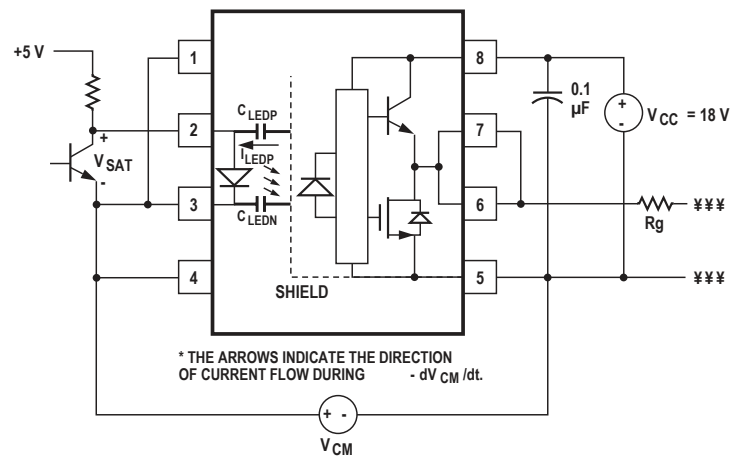 +5 V
1
2
3
4
+
V SAT
-
C LEDP
I LEDP
C LEDN
SHIELD
8
7
6
5
0.1
µF
+
-
V CC = 18 V
Rg
¥¥¥
¥¥¥
* THE ARROWS INDICATE THE DIRECTION
OF CURRENT FLOW DURING - dV CM /dt.
+ -
V CM